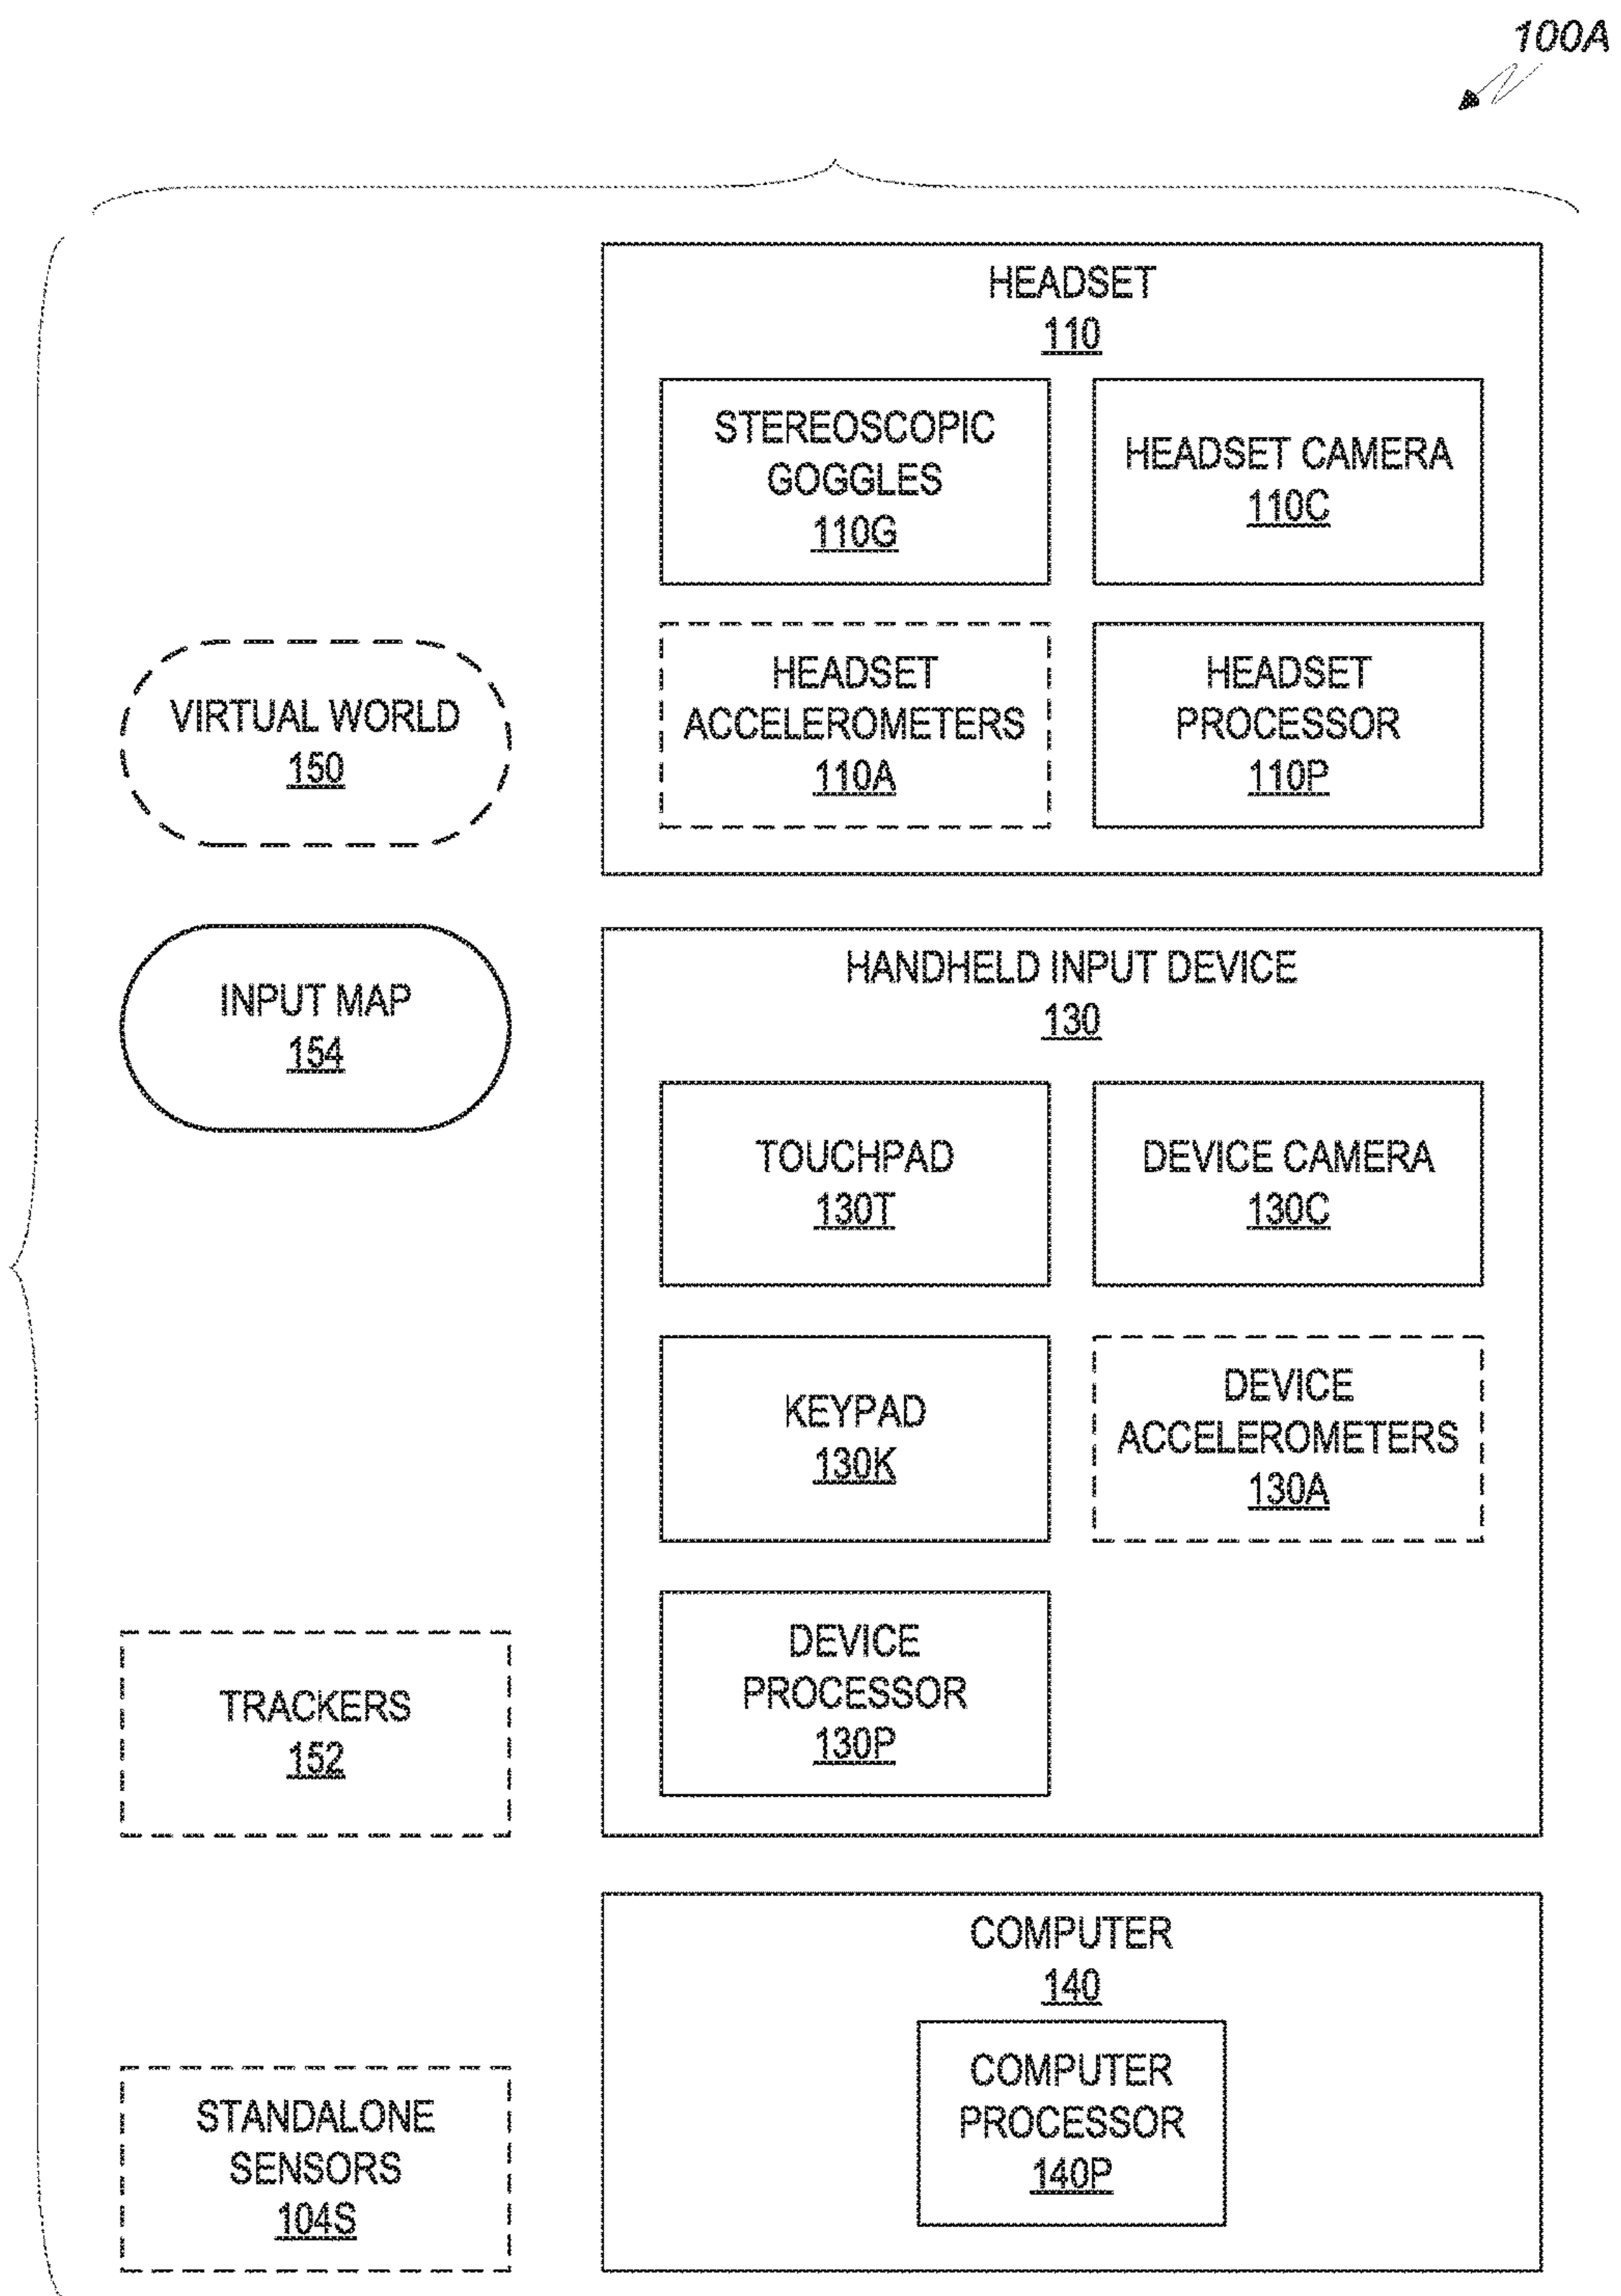 100A
HEADSET
110
STEREOSCOPIC
GOGGLES
110G
HEADSET CAMERA
110C
HEADSET
ACCELEROMETERS
110A
HEADSET
PROCESSOR
110P
VIRTUAL WORLD
150
INPUT MAP
154
HANDHELD INPUT DEVICE
130
TOUCHPAD
130T
DEVICE CAMERA
130C
KEYPAD
130K
DEVICE
ACCELEROMETERS
130A
DEVICE
PROCESSOR
130P
TRACKERS
152
COMPUTER
140
COMPUTER
PROCESSOR
140P
STANDALONE
SENSORS
104S